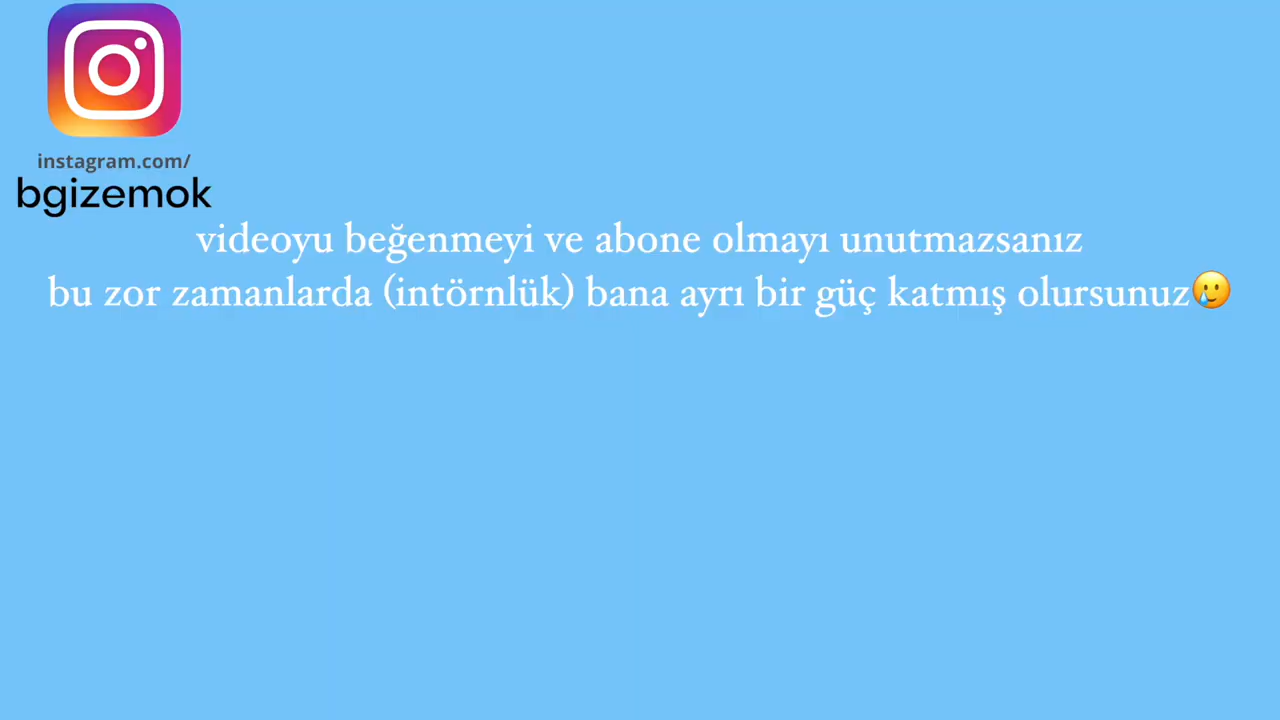 instagram.com/
bgizemok
videoyu beğenmeyi ve abone olmayı unutmazsanız
bu zor zamanlarda (intörnlük) bana ayrı bir güç katmış olursunuz🥲